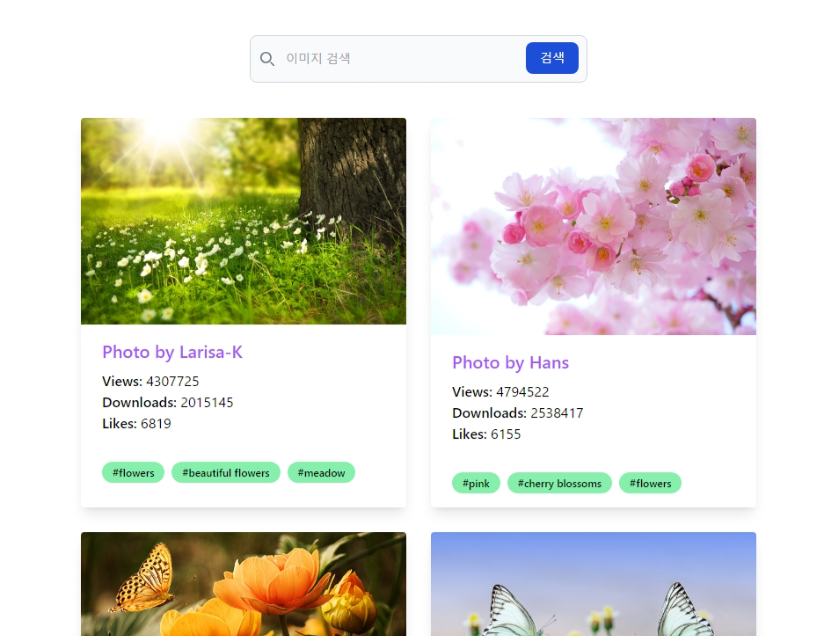 이미지 검색
검색
Photo by Larisa-K
Views: 4307725
Downloads: 2015145
Likes: 6819
#flowers #beautiful flowers #meadow
Photo by Hans
Views: 4794522
Downloads: 2538417
Likes: 6155
#pink #cherry blossoms #flowers